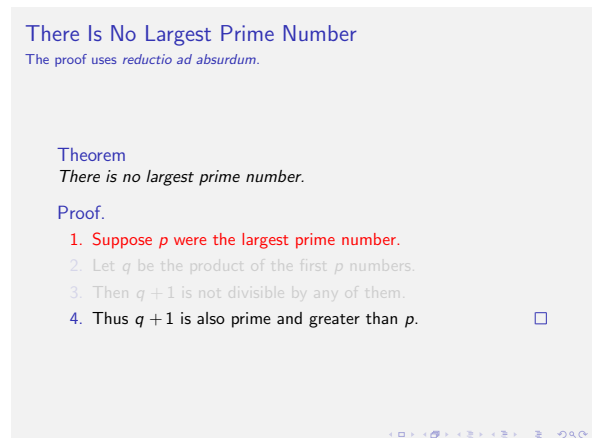 There Is No Largest Prime Number
The proof uses reductio ad absurdum.
Theorem
There is no largest prime number.
Proof.
1. Suppose p were the largest prime number.
2. Let q be the product of the first p numbers.
3. Then q + 1 is not divisible by any of them.
4. Thus q + 1 is also prime and greater than p.